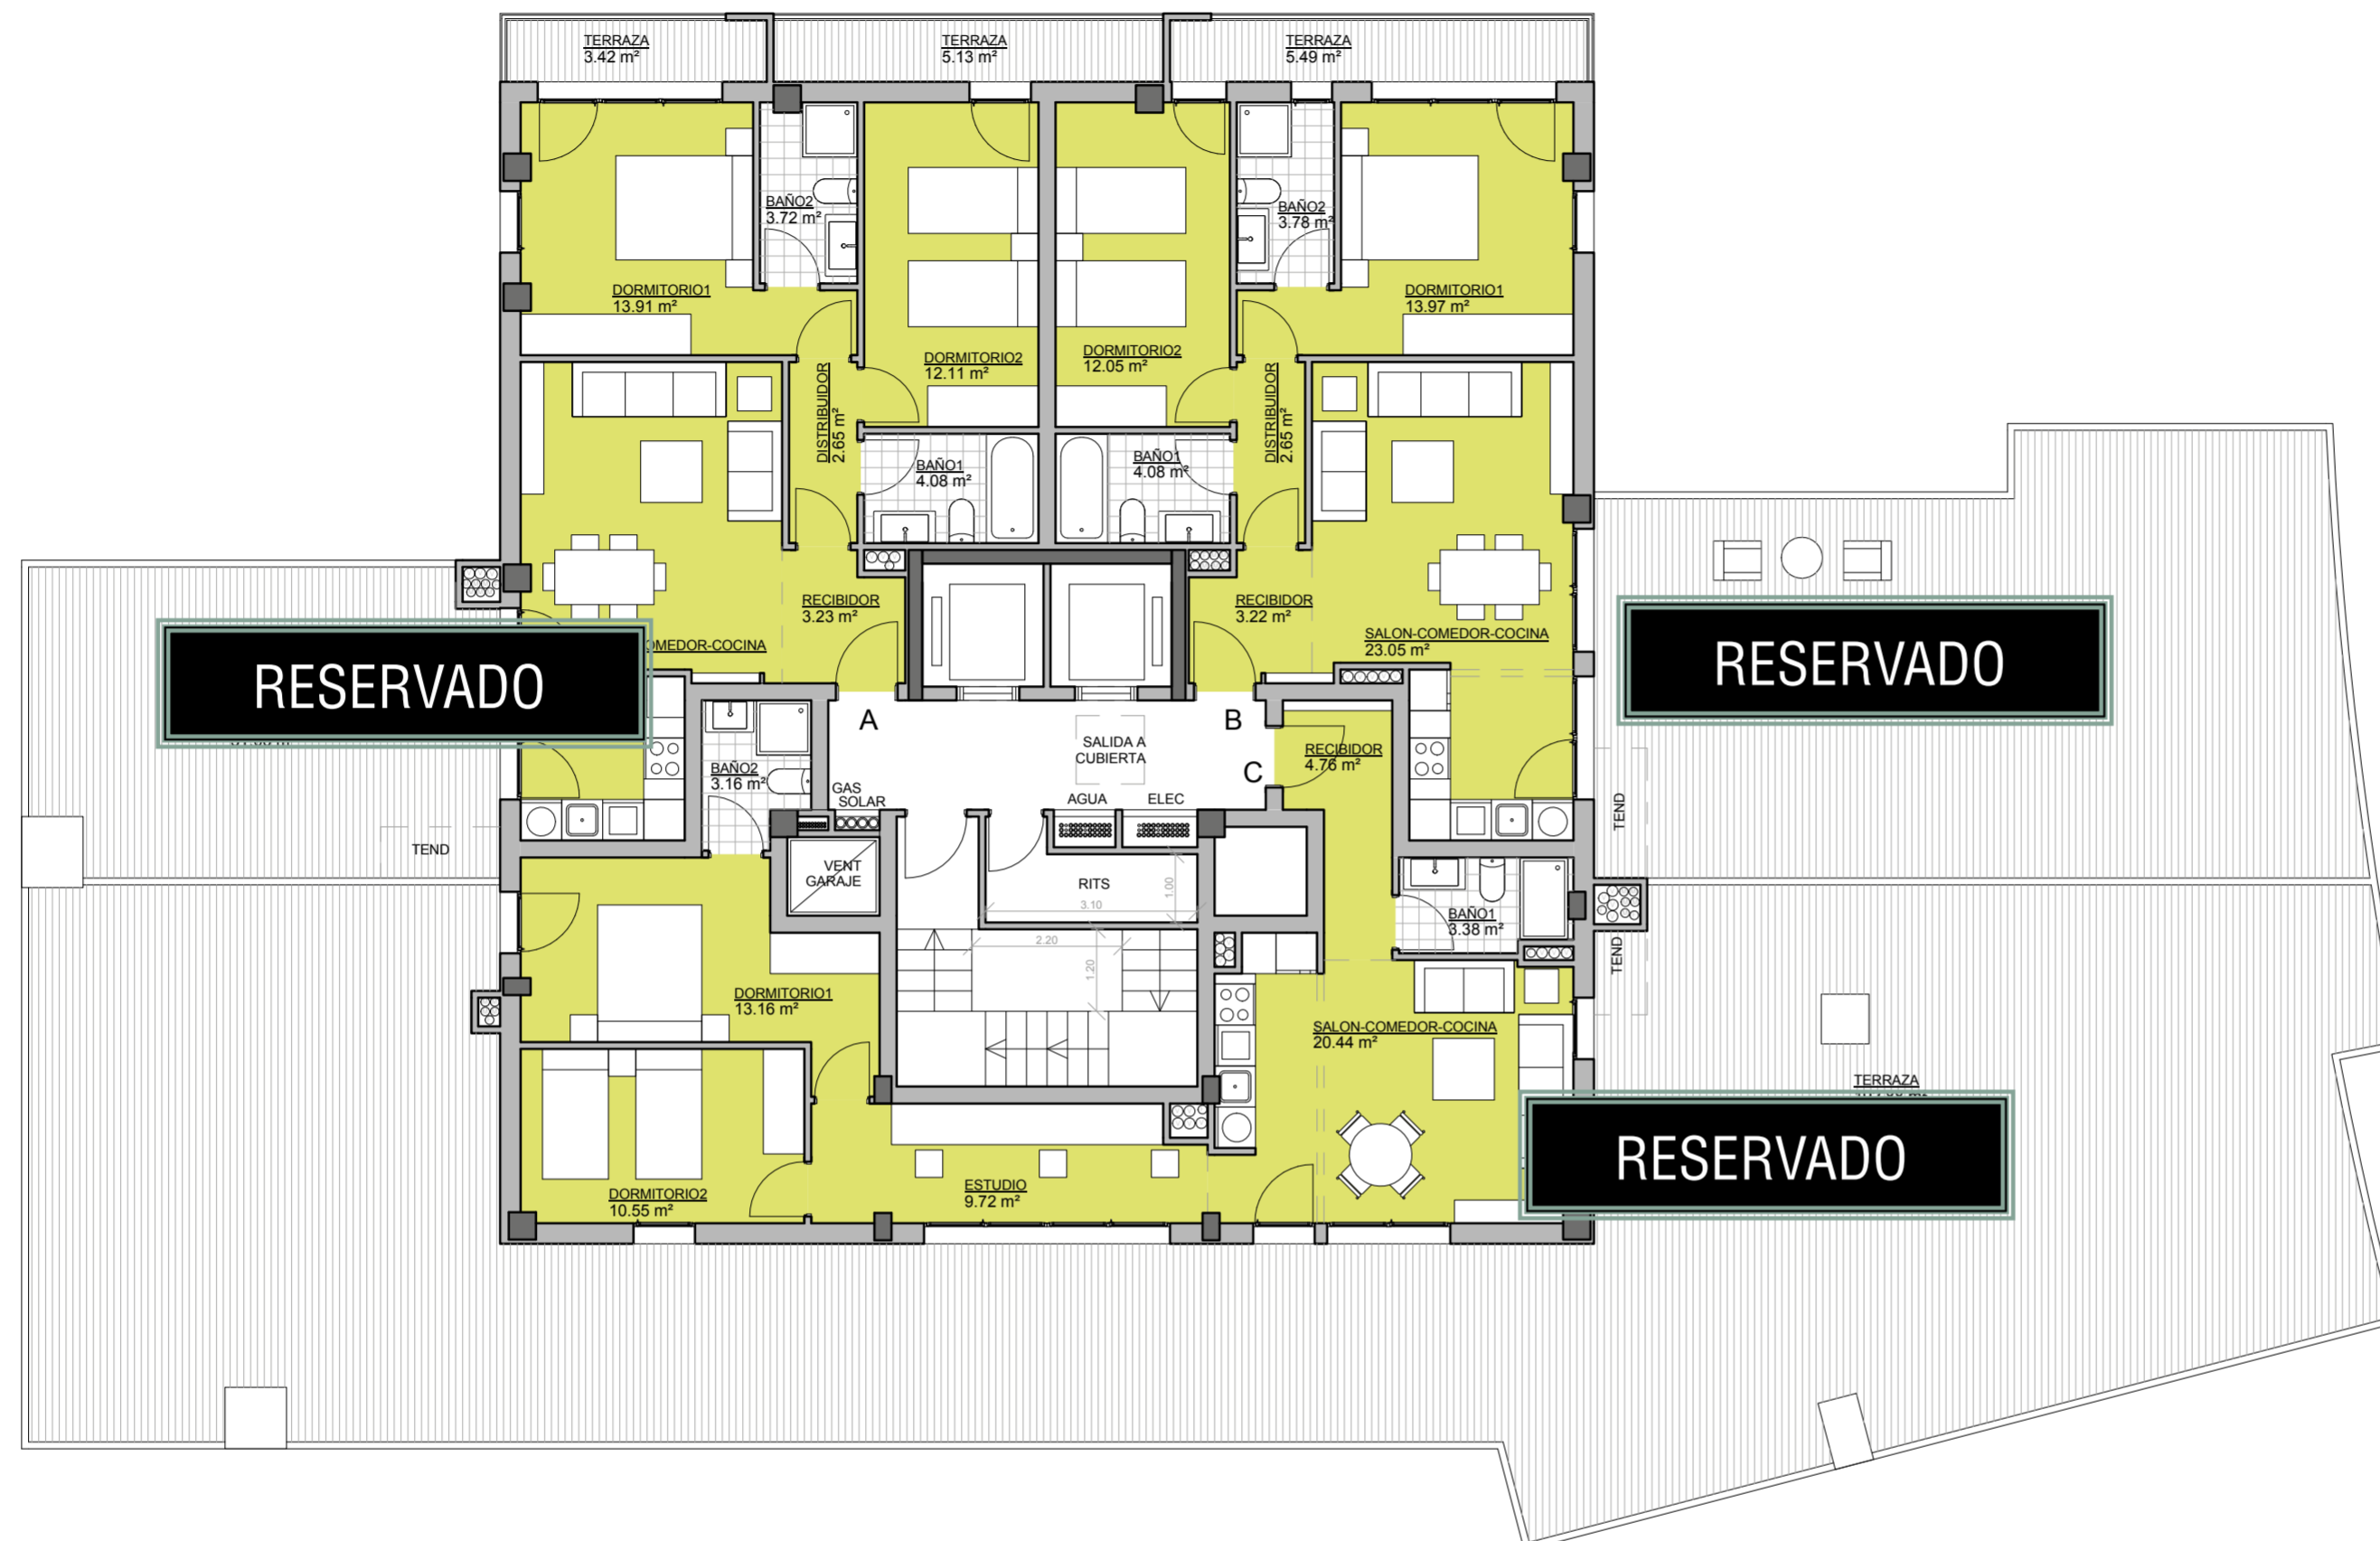 TERRAZA
3.42 m²
TERRAZA
5.13 m²
TERRAZA
5.49 m²
BAÑO2
3.72 m²
BAÑO2
3.78 m²
DORMITORIO1
13.91 m²
DORMITORIO1
13.97 m²
DORMITORIO2
12.11 m²
DORMITORIO2
12.05 m²
DISTRIBUIDOR
2.65 m²
DISTRIBUIDOR
2.65 m²
BAÑO1
4.08 m²
BAÑO1
4.08 m²
RECIBIDOR
3.23 m²
RECIBIDOR
3.22 m²
SALON-COMEDOR-COCINA
23.05 m²
OMEDOR-COCINA
RESERVADO
RESERVADO
A
B
C
SALIDA A
CUBIERTA
RECIBIDOR
4.76 m²
BAÑO2
3.16 m²
GAS
SOLAR
AGUA
ELEC
TEND
TEND
VENT
GARAJE
RITS
1.00
3.10
BAÑO1
3.38 m²
2.20
1.20
TEND
DORMITORIO1
13.16 m²
SALON-COMEDOR-COCINA
20.44 m²
TERRAZA
RESERVADO
ESTUDIO
9.72 m²
DORMITORIO2
10.55 m²